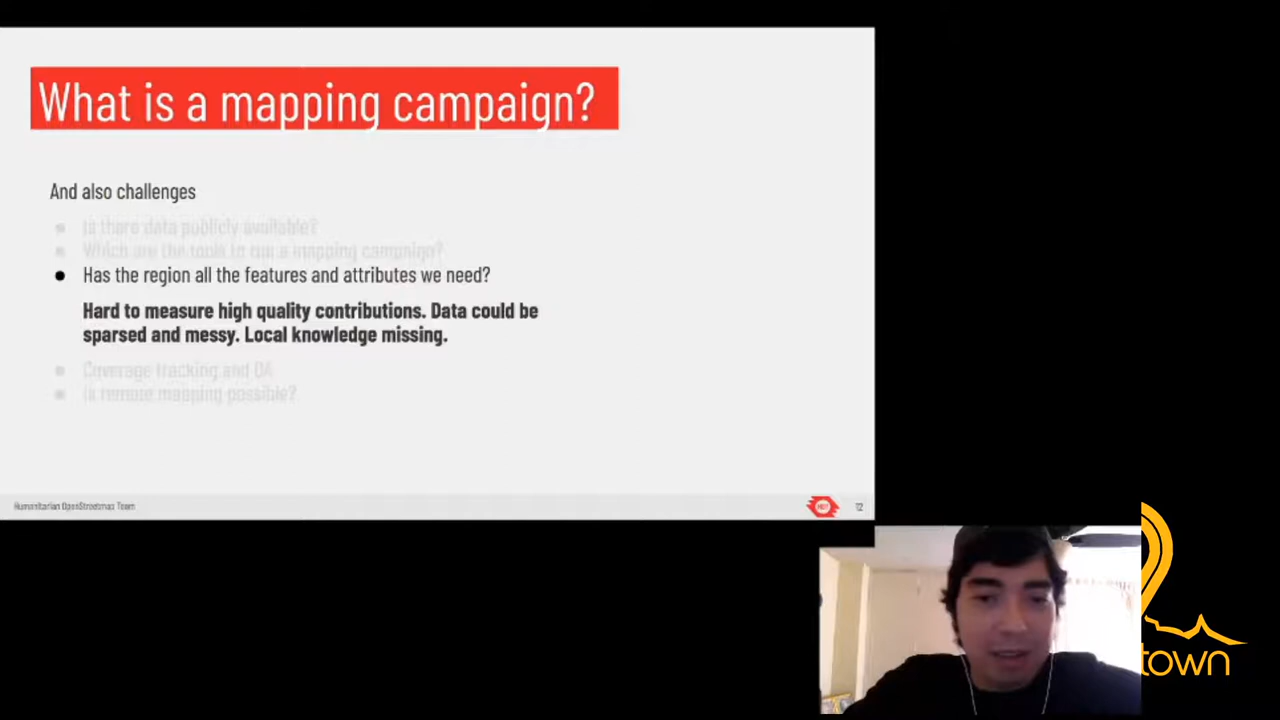 What is a mapping campaign?
And also challenges
Is there data publicly available?
Which are the tools to run a mapping campaign?
Has the region all the features and attributes we need?
Hard to measure high quality contributions. Data could be
sparsed and messy. Local knowledge missing.
Coverage tracking and QA
Is remote mapping possible?
Humanitarian OpenStreetmap Team
HOT
12
town